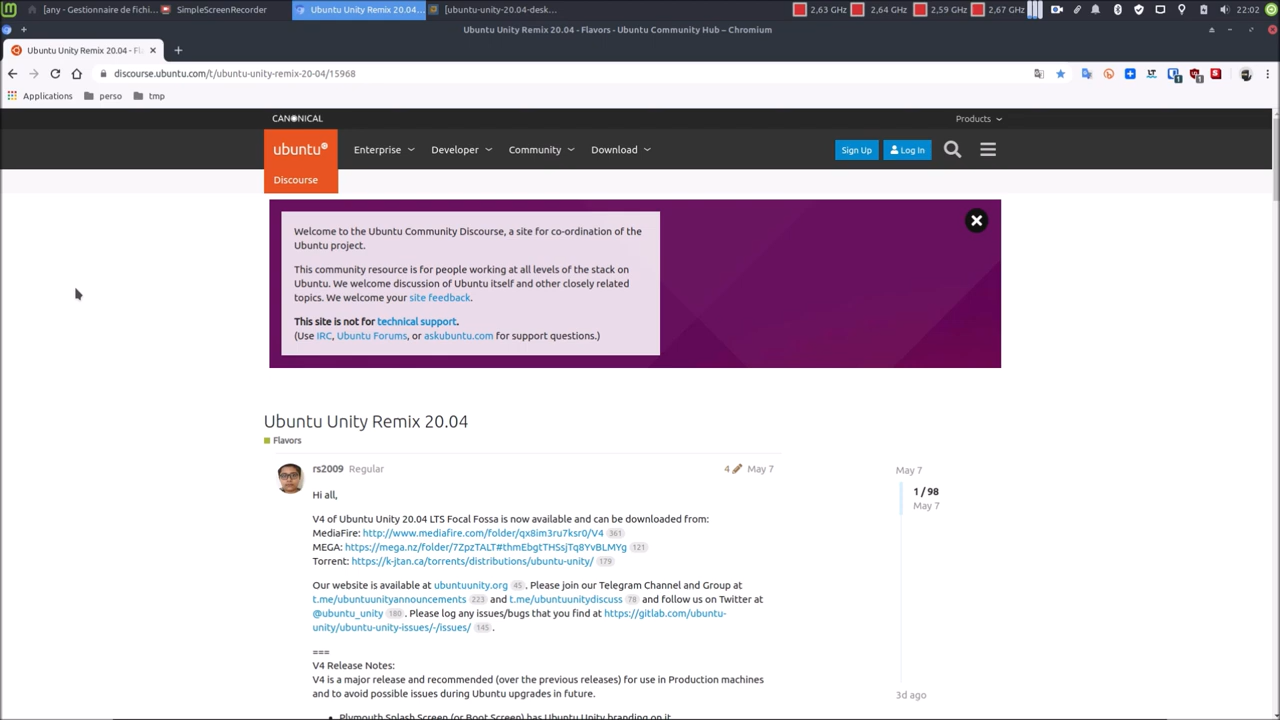 [any - Gestionnaire de fichi...
SimpleScreenRecorder
Ubuntu Unity Remix 20.04...
[ubuntu-unity-20.04-desk...
2,63 GHz
2,64 GHz
2,59 GHz
2,67 GHz
22:02
Ubuntu Unity Remix 20.04 - Flavors - Ubuntu Community Hub – Chromium
Ubuntu Unity Remix 20.04 - Fl
discourse.ubuntu.com/t/ubuntu-unity-remix-20-04/15968
Applications
perso
tmp
CANONICAL
Products
ubuntu®
Enterprise
Developer
Community
Download
Sign Up
Log In
Discourse
Welcome to the Ubuntu Community Discourse, a site for co-ordination of the
Ubuntu project.
This community resource is for people working at all levels of the stack on
Ubuntu. We welcome discussion of Ubuntu itself and other closely related
topics. We welcome your site feedback.
This site is not for technical support.
(Use IRC, Ubuntu Forums, or askubuntu.com for support questions.)
Ubuntu Unity Remix 20.04
Flavors
rs2009 Regular
4
May 7
Hi all,
V4 of Ubuntu Unity 20.04 LTS Focal Fossa is now available and can be downloaded from:
MediaFire: http://www.mediafire.com/folder/qx8im3ru7ksr0/V4 361
MEGA: https://mega.nz/folder/7ZpzTALT#thmEbgtTHSsjTq8YvBLMYg 121
Torrent: https://k-jtan.ca/torrents/distributions/ubuntu-unity/ 179
Our website is available at ubuntuunity.org 45 . Please join our Telegram Channel and Group at
t.me/ubuntuunityannouncements 223 and t.me/ubuntuunitydiscuss 78 and follow us on Twitter at
@ubuntu_unity 180 . Please log any issues/bugs that you find at https://gitlab.com/ubuntu-
unity/ubuntu-unity-issues/-/issues/ 145 .
===
V4 Release Notes:
V4 is a major release and recommended (over the previous releases) for use in Production machines
and to avoid possible issues during Ubuntu upgrades in future.
Plymouth Splash Screen (or Boot Screen) has Ubuntu Unity branding on it
May 7
1 / 98
May 7
3d ago